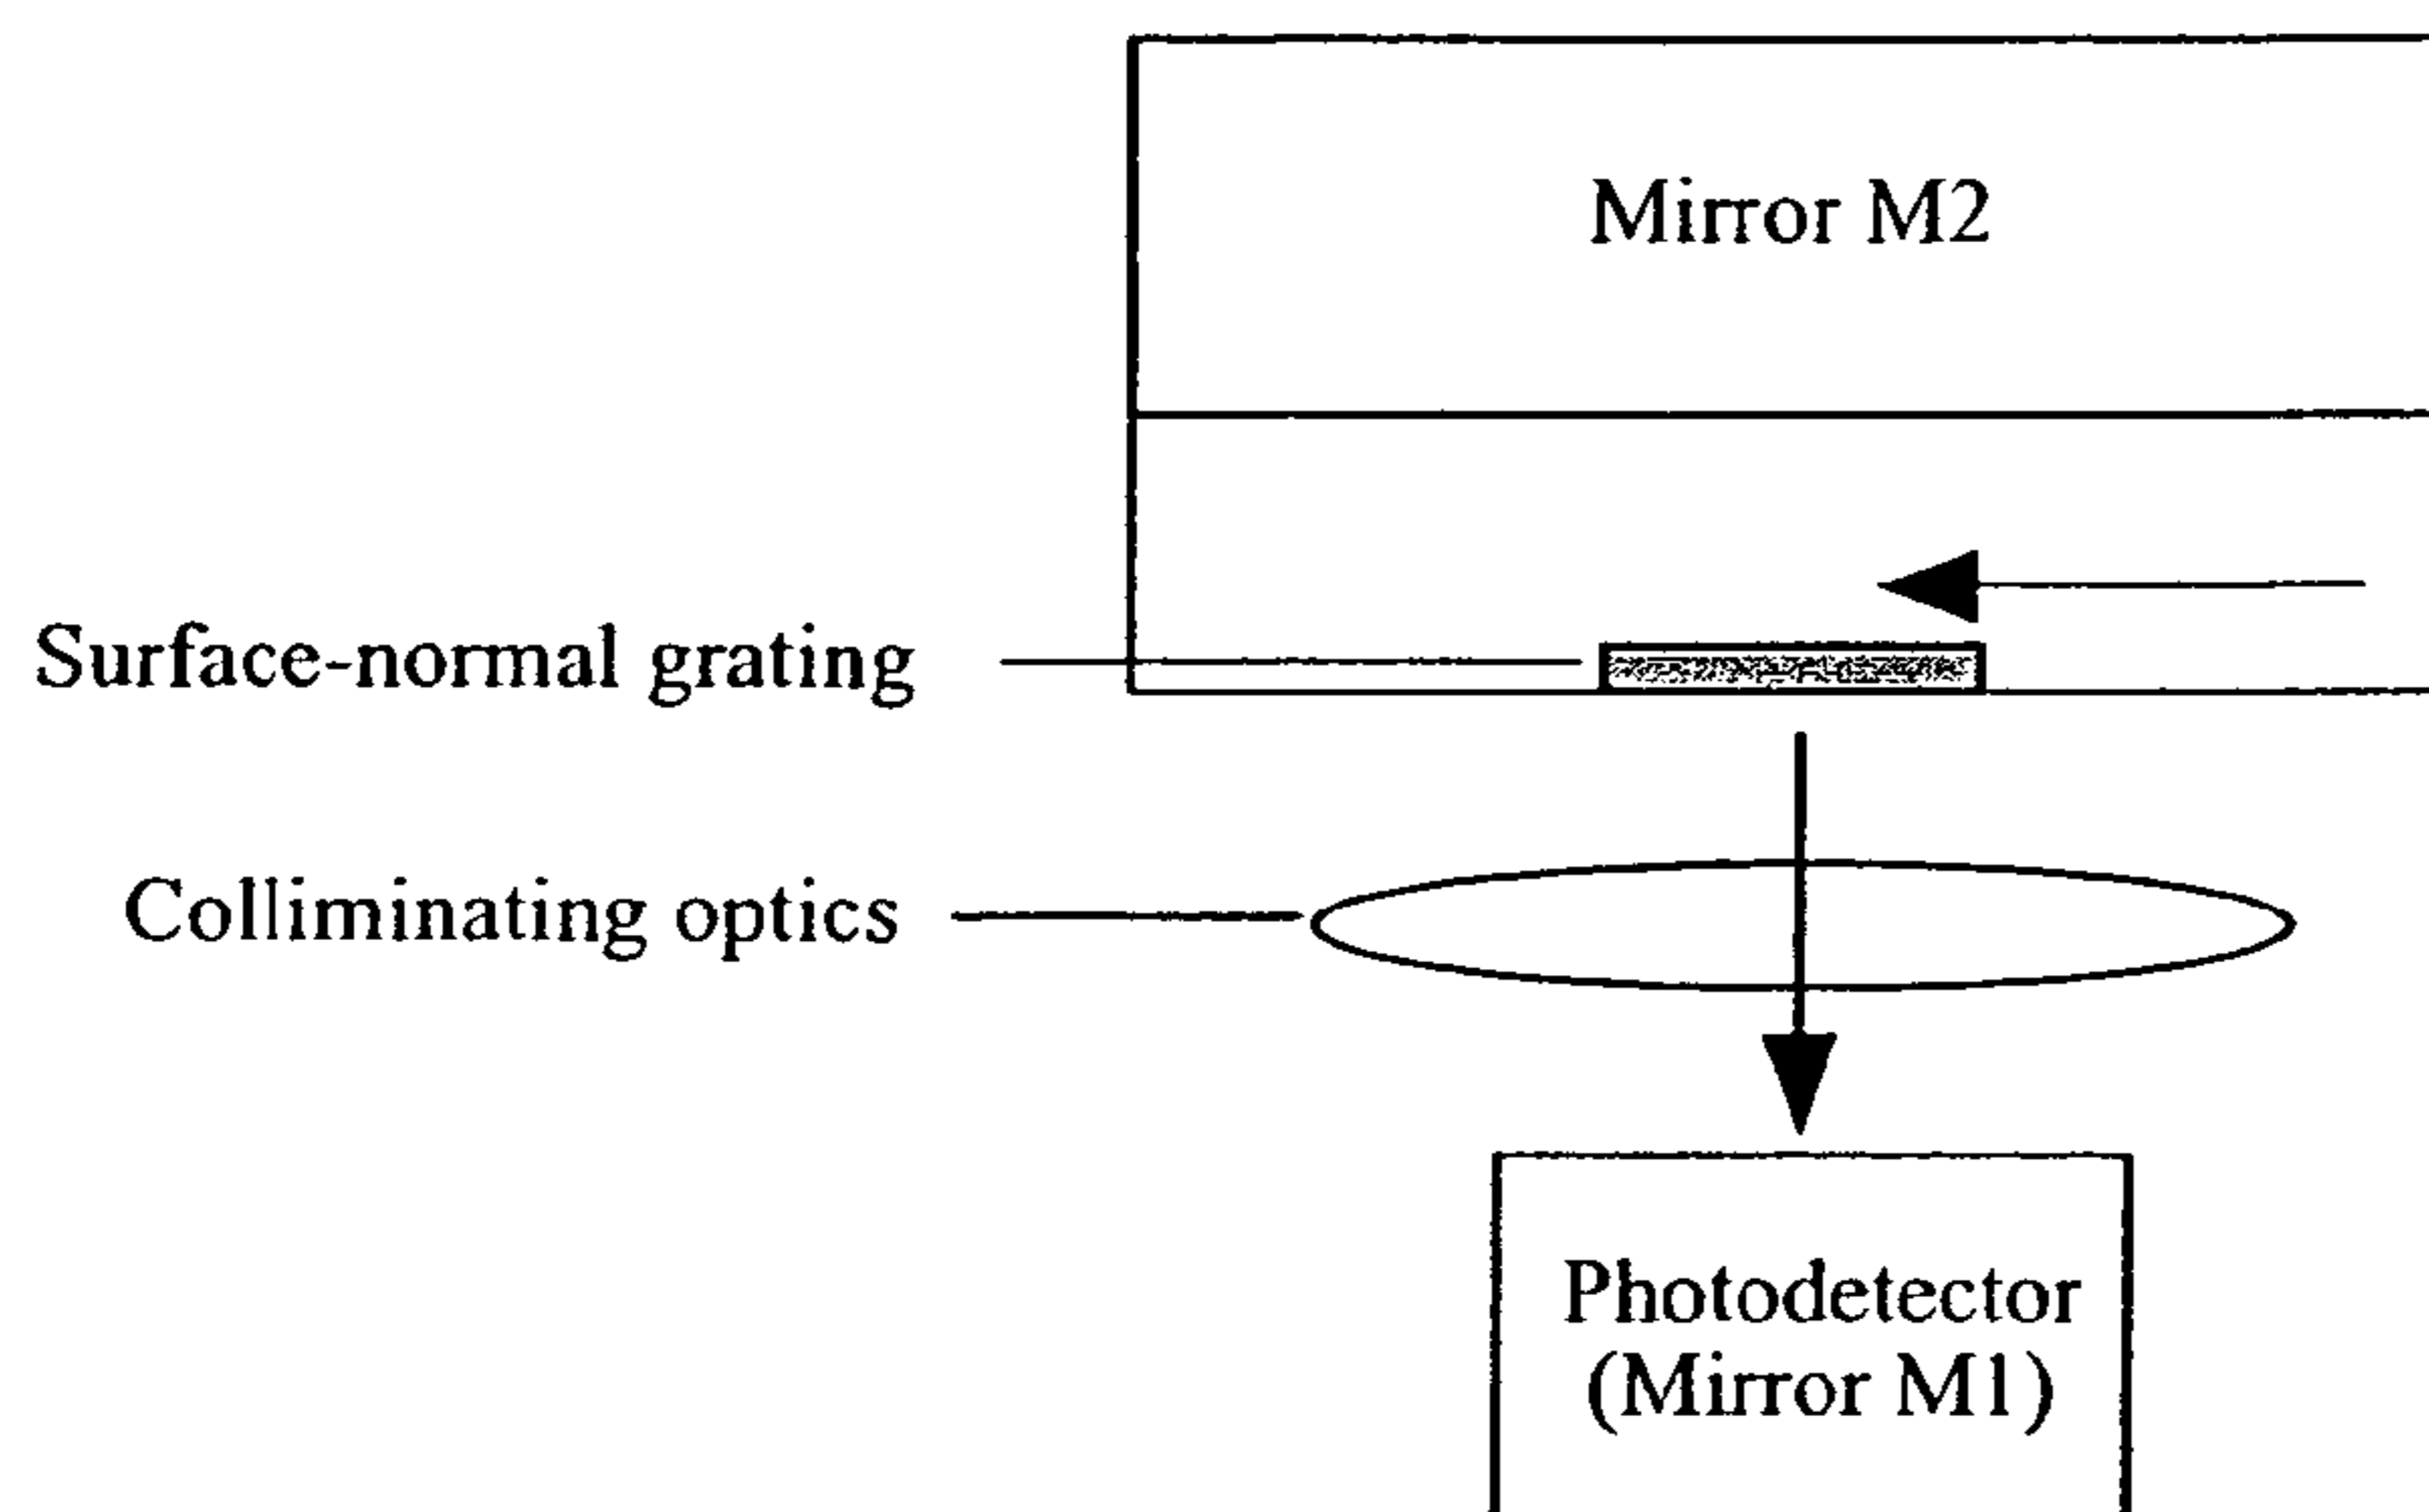 Mirror M2
Surface-normal grating
Colliminating optics
Photodetector
(Mirror M1)